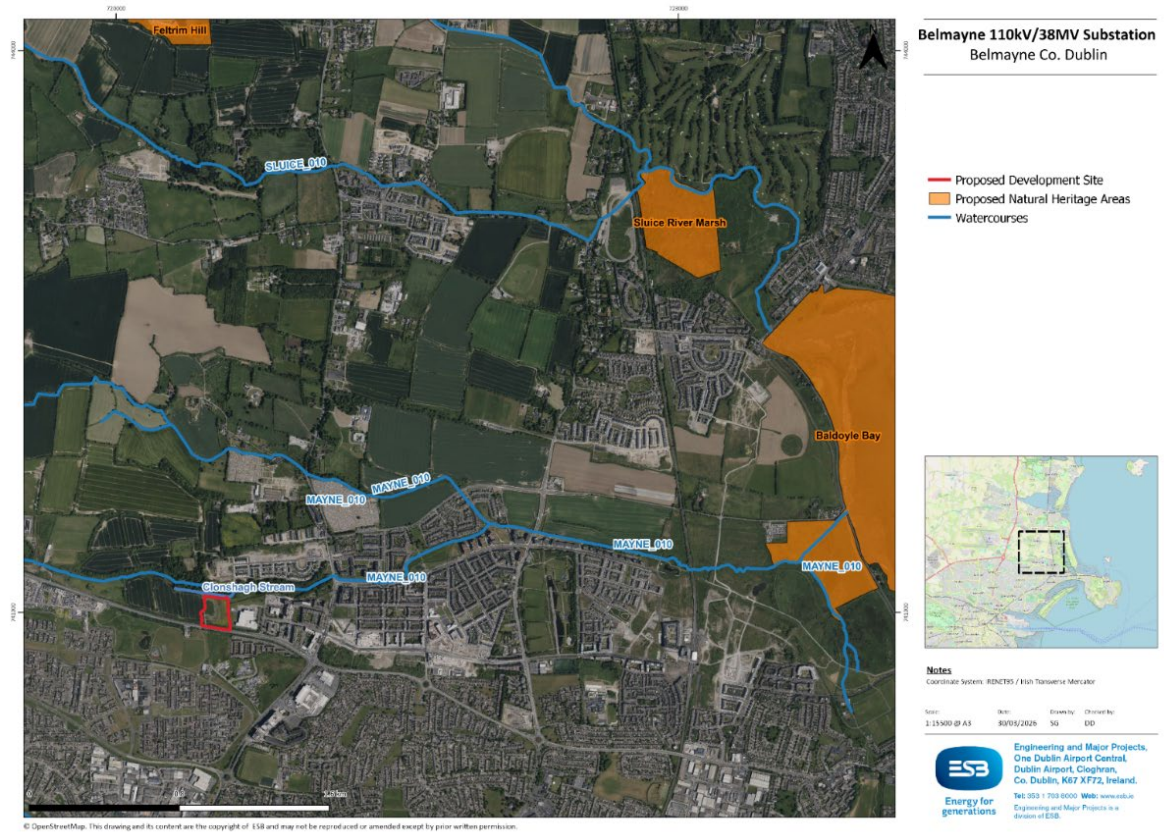 Belmayne 110kV/38MV Substation
Belmayne Co. Dublin
Proposed Development Site
Proposed Natural Heritage Areas
Watercourses
Feltrim Hill
SLUICE_010
Sluice River Marsh
Baldoyle Bay
MAYNE_010
MAYNE_010
MAYNE_010
MAYNE_010
MAYNE_010
Clonshagh Stream
Notes
Coordinate System: IRENET95 / Irish Transverse Mercator
Scale: Date: Drawn by: Checked by:
1:15500 @ A3 30/03/2026 SG DD
ESB
Energy for
generations
Engineering and Major Projects,
One Dublin Airport Central,
Dublin Airport, Cloghran,
Co. Dublin, K67 XF72, Ireland.
Tel: 353 1 703 8000 Web: www.esb.ie
Engineering and Major Projects is a
division of ESB.
© OpenStreetMap. This drawing and its content are the copyright of ESB and may not be reproduced or amended except by prior written permission.